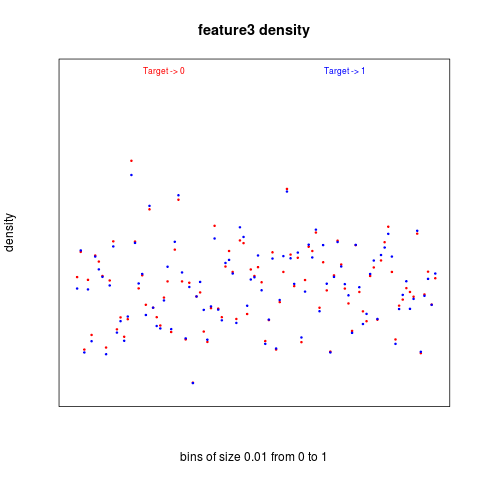 feature3 density
Target -> 0
Target -> 1
density
bins of size 0.01 from 0 to 1